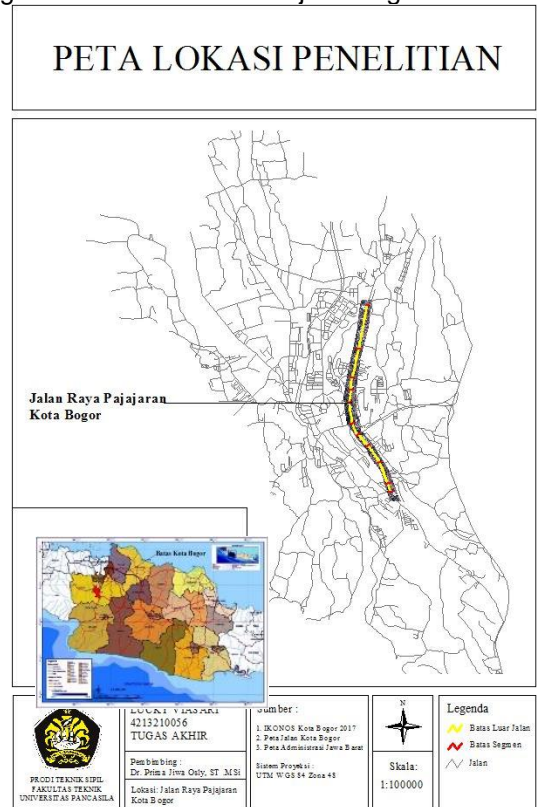 PETA LOKASI PENELITIAN
Jalan Raya Pajajaran
Kota Bogor
Batas Kota Bogor
PRODI TEKNIK SIPIL
FAKULTAS TEKNIK
UNIVERSITAS PANCASILA
LUCKY VIASARI
4213210056
TUGAS AKHIR
Pembimbing :
Dr. Prima Jiwa Osly, ST .MSi
Lokasi: Jalan Raya Pajajaran
Kota Bogor
Sumber :
1. IKONOS Kota Bogor 2017
2. Peta Jalan Kota Bogor
3. Peta Administrasi Jawa Barat
Sistem Proyeksi :
UTM WGS 84 Zona 48
N
Skala:
1:100000
Legenda
Batas Luar Jalan
Batas Segmen
Jalan